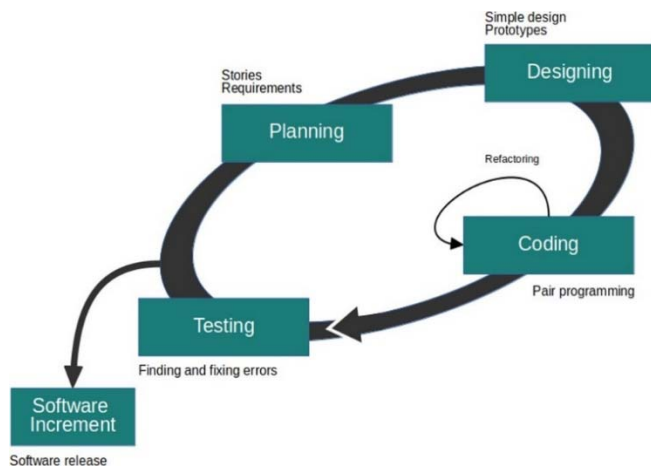 Simple design
Prototypes
Designing
Stories
Requirements
Planning
Refactoring
Coding
Pair programming
Testing
Finding and fixing errors
Software
Increment
Software release